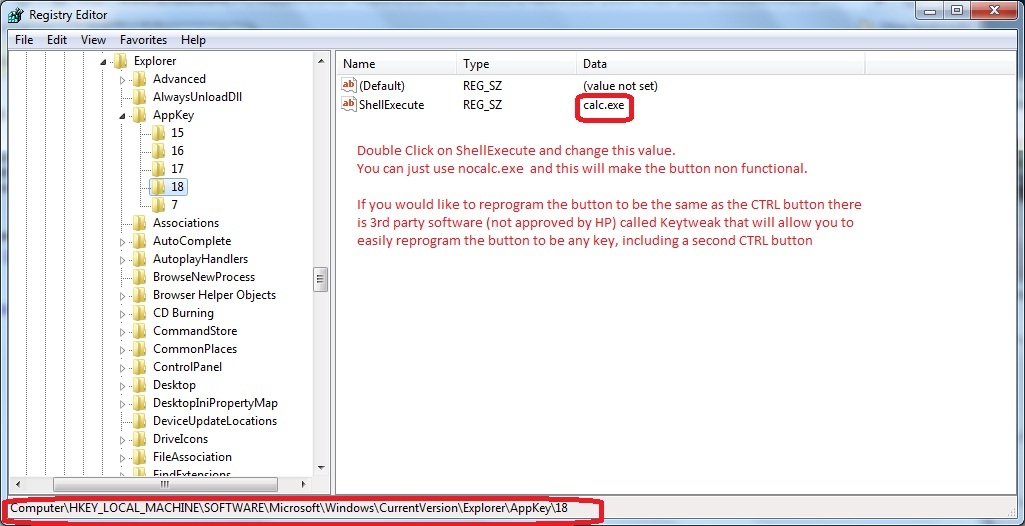 Registry Editor
File Edit View Favorites Help
Explorer
Advanced
AlwaysUnloadDll
AppKey
15
16
17
18
7
Associations
AutoComplete
AutoplayHandlers
BrowseNewProcess
Browser Helper Objects
CD Burning
CommandStore
CommonPlaces
ControlPanel
Desktop
DesktopIniPropertyMap
DeviceUpdateLocations
DriveIcons
FileAssociation
FindExtensions
Name Type Data
(Default) REG_SZ (value not set)
ShellExecute REG_SZ calc.exe
Double Click on ShellExecute and change this value.
You can just use nocalc.exe and this will make the button non functional.
If you would like to reprogram the button to be the same as the CTRL button there
is 3rd party software (not approved by HP) called Keytweak that will allow you to
easily reprogram the button to be any key, including a second CTRL button
Computer\HKEY_LOCAL_MACHINE\SOFTWARE\Microsoft\Windows\CurrentVersion\Explorer\AppKey\18